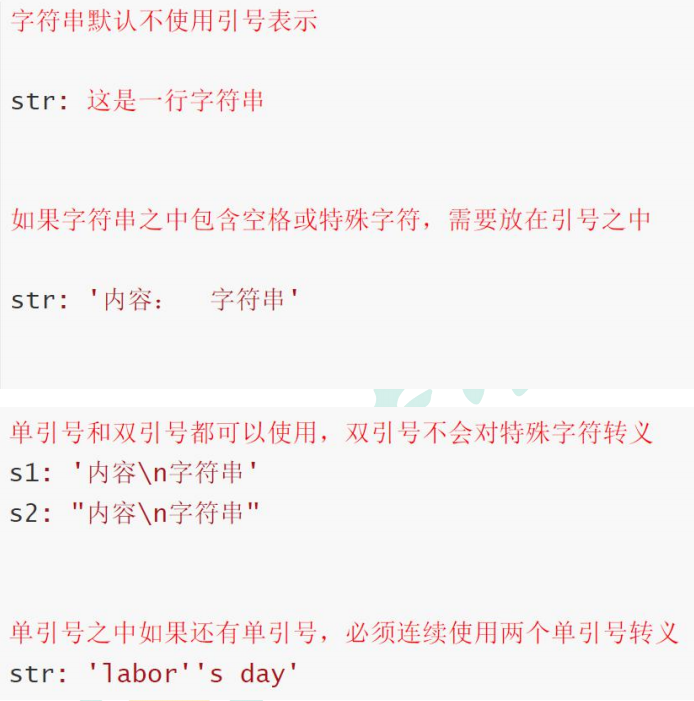 字符串默认不使用引号表示
str: 这是一行字符串
如果字符串之中包含空格或特殊字符，需要放在引号之中
str: '内容：  字符串'
单引号和双引号都可以使用，双引号不会对特殊字符转义
s1: '内容\n字符串'
s2: "内容\n字符串"
单引号之中如果还有单引号，必须连续使用两个单引号转义
str: 'labor''s day'